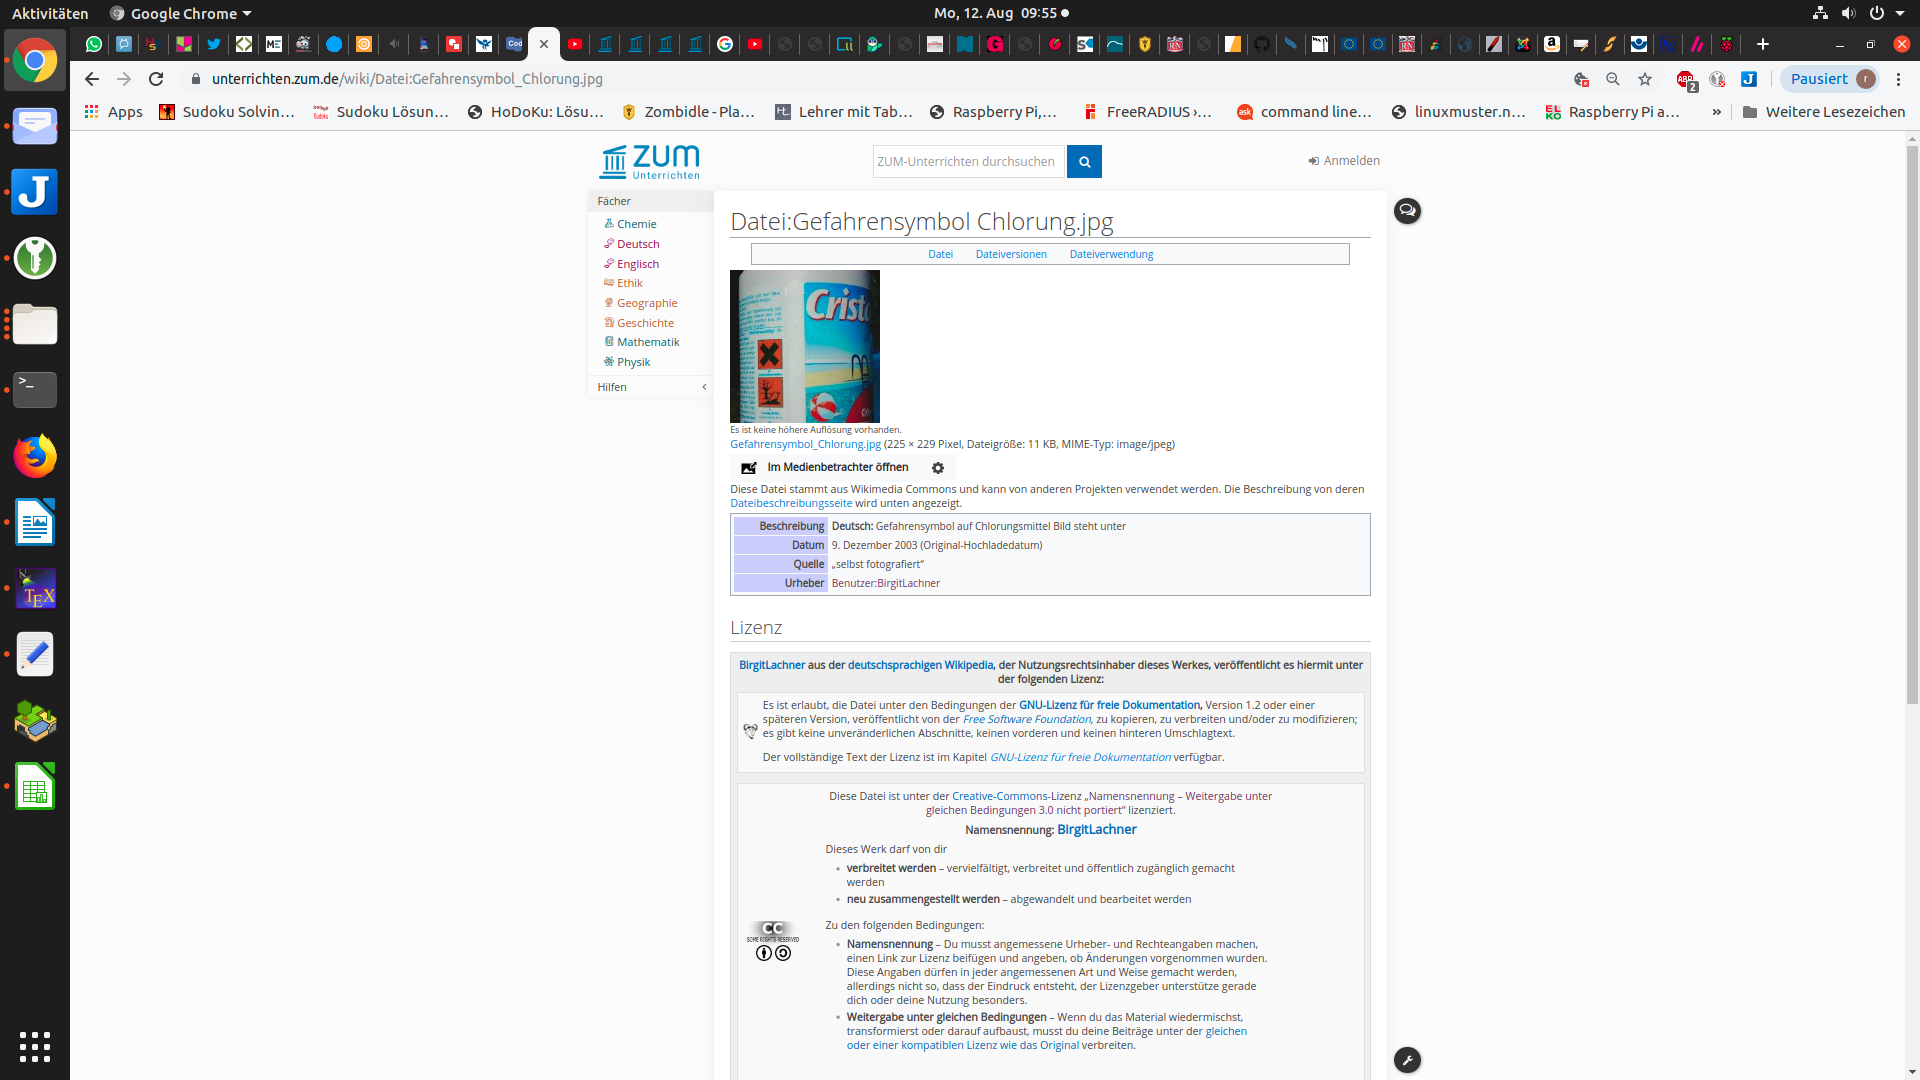 Aktivitäten
Google Chrome
Mo, 12. Aug 09:55
unterrichten.zum.de/wiki/Datei:Gefahrensymbol_Chlorung.jpg
ABP
2
Pausiert
r
Apps
Sudoku Solvin…
Sudoku Lösun…
HoDoKu: Lösu…
Zombidle - Pla…
Lehrer mit Tab…
Raspberry Pi,…
FreeRADIUS ›…
command line…
linuxmuster.n…
Raspberry Pi a…
»
Weitere Lesezeichen
ZUM
Unterrichten
ZUM-Unterrichten durchsuchen
Anmelden
Fächer
Chemie
Deutsch
Englisch
Ethik
Geographie
Geschichte
Mathematik
Physik
Hilfen
Datei:Gefahrensymbol Chlorung.jpg
Datei
Dateiversionen
Dateiverwendung
Crista
Es ist keine höhere Auflösung vorhanden.
Gefahrensymbol_Chlorung.jpg (225 × 229 Pixel, Dateigröße: 11 KB, MIME-Typ: image/jpeg)
Im Medienbetrachter öffnen
Diese Datei stammt aus Wikimedia Commons und kann von anderen Projekten verwendet werden. Die Beschreibung von deren
Dateibeschreibungsseite wird unten angezeigt.
Beschreibung Deutsch: Gefahrensymbol auf Chlorungsmittel Bild steht unter
Datum 9. Dezember 2003 (Original-Hochladedatum)
Quelle „selbst fotografiert“
Urheber Benutzer:BirgitLachner
Lizenz
BirgitLachner aus der deutschsprachigen Wikipedia, der Nutzungsrechtsinhaber dieses Werkes, veröffentlicht es hiermit unter
der folgenden Lizenz:
Es ist erlaubt, die Datei unter den Bedingungen der GNU-Lizenz für freie Dokumentation, Version 1.2 oder einer
späteren Version, veröffentlicht von der Free Software Foundation, zu kopieren, zu verbreiten und/oder zu modifizieren;
es gibt keine unveränderlichen Abschnitte, keinen vorderen und keinen hinteren Umschlagtext.
Der vollständige Text der Lizenz ist im Kapitel GNU-Lizenz für freie Dokumentation verfügbar.
Diese Datei ist unter der Creative-Commons-Lizenz „Namensnennung – Weitergabe unter
gleichen Bedingungen 3.0 nicht portiert“ lizenziert.
Namensnennung: BirgitLachner
Dieses Werk darf von dir
• verbreitet werden – vervielfältigt, verbreitet und öffentlich zugänglich gemacht
werden
• neu zusammengestellt werden – abgewandelt und bearbeitet werden
Zu den folgenden Bedingungen:
CC
SOME RIGHTS RESERVED
• Namensnennung – Du musst angemessene Urheber- und Rechteangaben machen,
einen Link zur Lizenz beifügen und angeben, ob Änderungen vorgenommen wurden.
Diese Angaben dürfen in jeder angemessenen Art und Weise gemacht werden,
allerdings nicht so, dass der Eindruck entsteht, der Lizenzgeber unterstütze gerade
dich oder deine Nutzung besonders.
• Weitergabe unter gleichen Bedingungen – Wenn du das Material wiedermischst,
transformierst oder darauf aufbaust, musst du deine Beiträge unter der gleichen
oder einer kompatiblen Lizenz wie das Original verbreiten.